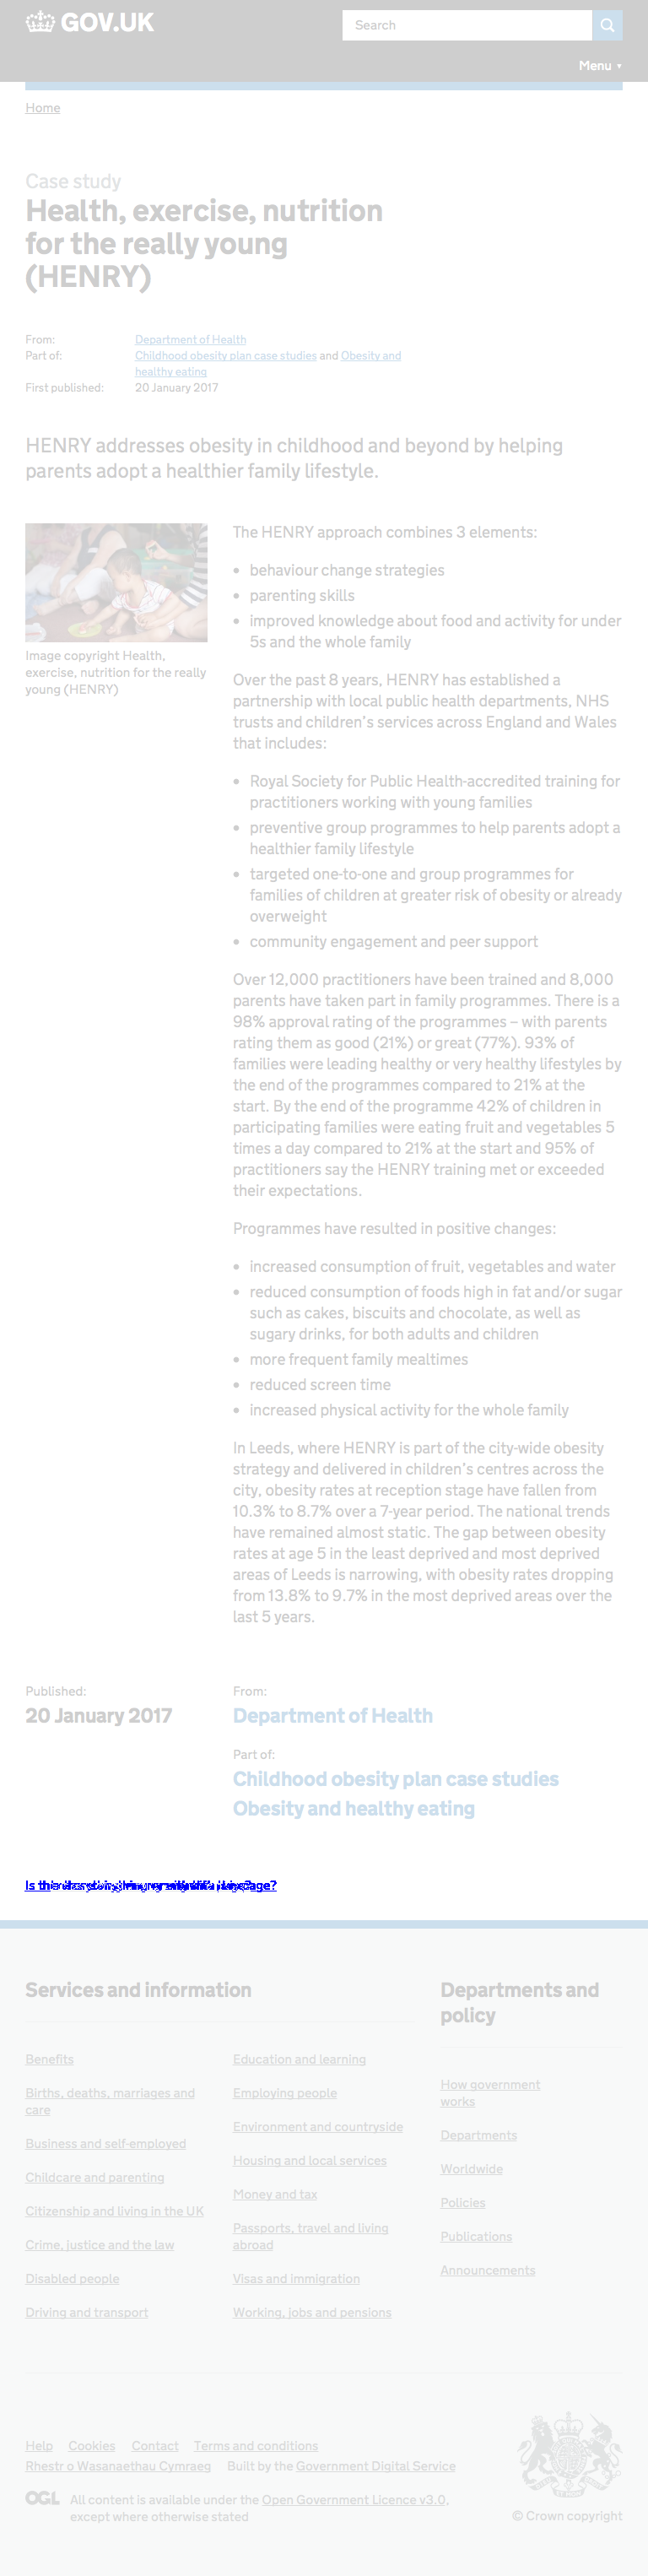 GOV.UK
Search
Menu ▼
Home
Case study
Health, exercise, nutrition
for the really young
(HENRY)
From: Department of Health
Part of: Childhood obesity plan case studies and Obesity and
healthy eating
First published: 20 January 2017
HENRY addresses obesity in childhood and beyond by helping
parents adopt a healthier family lifestyle.
Image copyright Health,
exercise, nutrition for the really
young (HENRY)
The HENRY approach combines 3 elements:
• behaviour change strategies
• parenting skills
• improved knowledge about food and activity for under
5s and the whole family
Over the past 8 years, HENRY has established a
partnership with local public health departments, NHS
trusts and children's services across England and Wales
that includes:
• Royal Society for Public Health-accredited training for
practitioners working with young families
• preventive group programmes to help parents adopt a
healthier family lifestyle
• targeted one-to-one and group programmes for
families of children at greater risk of obesity or already
overweight
• community engagement and peer support
Over 12,000 practitioners have been trained and 8,000
parents have taken part in family programmes. There is a
98% approval rating of the programmes – with parents
rating them as good (21%) or great (77%). 93% of
families were leading healthy or very healthy lifestyles by
the end of the programmes compared to 21% at the
start. By the end of the programme 42% of children in
participating families were eating fruit and vegetables 5
times a day compared to 21% at the start and 95% of
practitioners say the HENRY training met or exceeded
their expectations.
Programmes have resulted in positive changes:
• increased consumption of fruit, vegetables and water
• reduced consumption of foods high in fat and/or sugar
such as cakes, biscuits and chocolate, as well as
sugary drinks, for both adults and children
• more frequent family mealtimes
• reduced screen time
• increased physical activity for the whole family
In Leeds, where HENRY is part of the city-wide obesity
strategy and delivered in children's centres across the
city, obesity rates at reception stage have fallen from
10.3% to 8.7% over a 7-year period. The national trends
have remained almost static. The gap between obesity
rates at age 5 in the least deprived and most deprived
areas of Leeds is narrowing, with obesity rates dropping
from 13.8% to 9.7% in the most deprived areas over the
last 5 years.
Published:
20 January 2017
From:
Department of Health
Part of:
Childhood obesity plan case studies
Obesity and healthy eating
Services and information
Benefits
Births, deaths, marriages and
care
Business and self-employed
Childcare and parenting
Citizenship and living in the UK
Crime, justice and the law
Disabled people
Driving and transport
Education and learning
Employing people
Environment and countryside
Housing and local services
Money and tax
Passports, travel and living
abroad
Visas and immigration
Working, jobs and pensions
Departments and
policy
How government
works
Departments
Worldwide
Policies
Publications
Announcements
Help Cookies Contact Terms and conditions
Rhestr o Wasanaethau Cymraeg Built by the Government Digital Service
OGL All content is available under the Open Government Licence v3.0,
except where otherwise stated
© Crown copyright